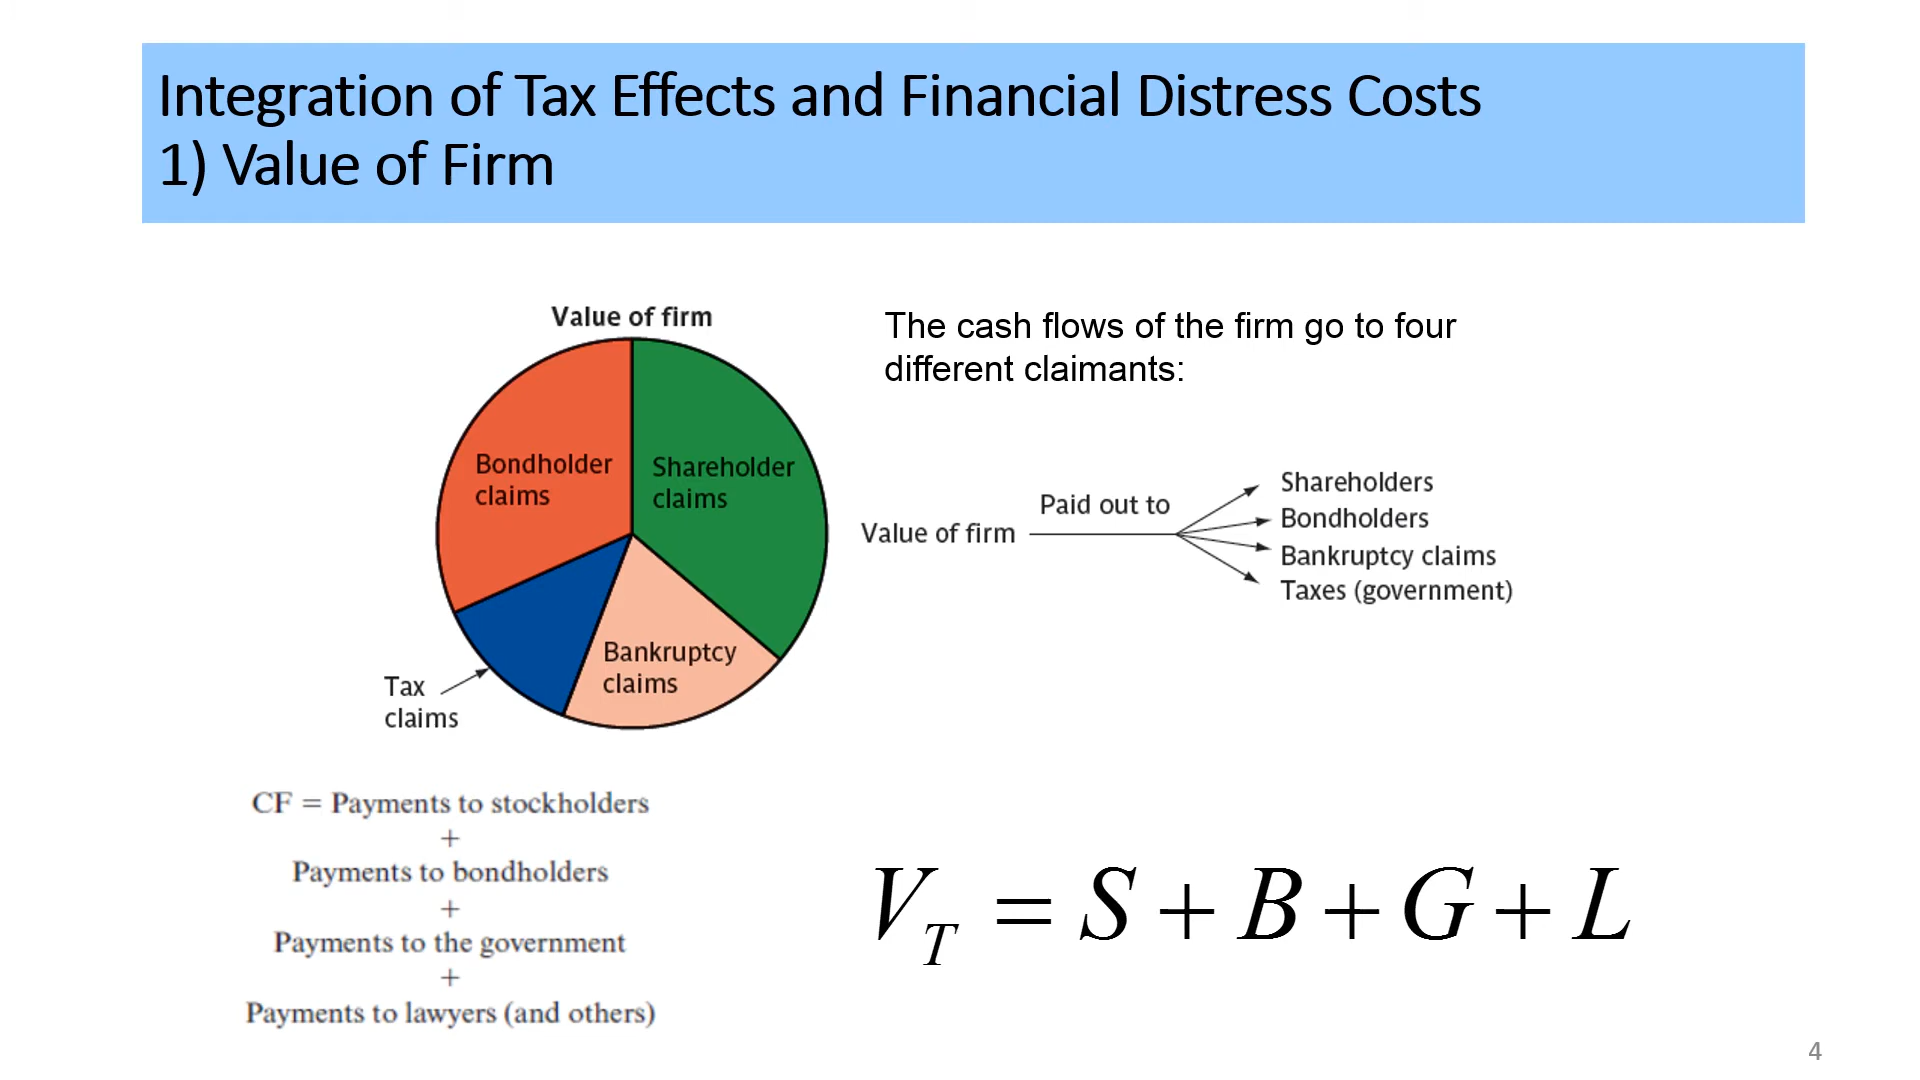 Integration of Tax Effects and Financial Distress Costs
1) Value of Firm
Value of firm
Bondholder
claims
Shareholder
claims
Bankruptcy
claims
Tax
claims
The cash flows of the firm go to four
different claimants:
Value of firm
Paid out to
Shareholders
Bondholders
Bankruptcy claims
Taxes (government)
CF = Payments to stockholders
+
Payments to bondholders
+
Payments to the government
+
Payments to lawyers (and others)
V_T = S + B + G + L
4